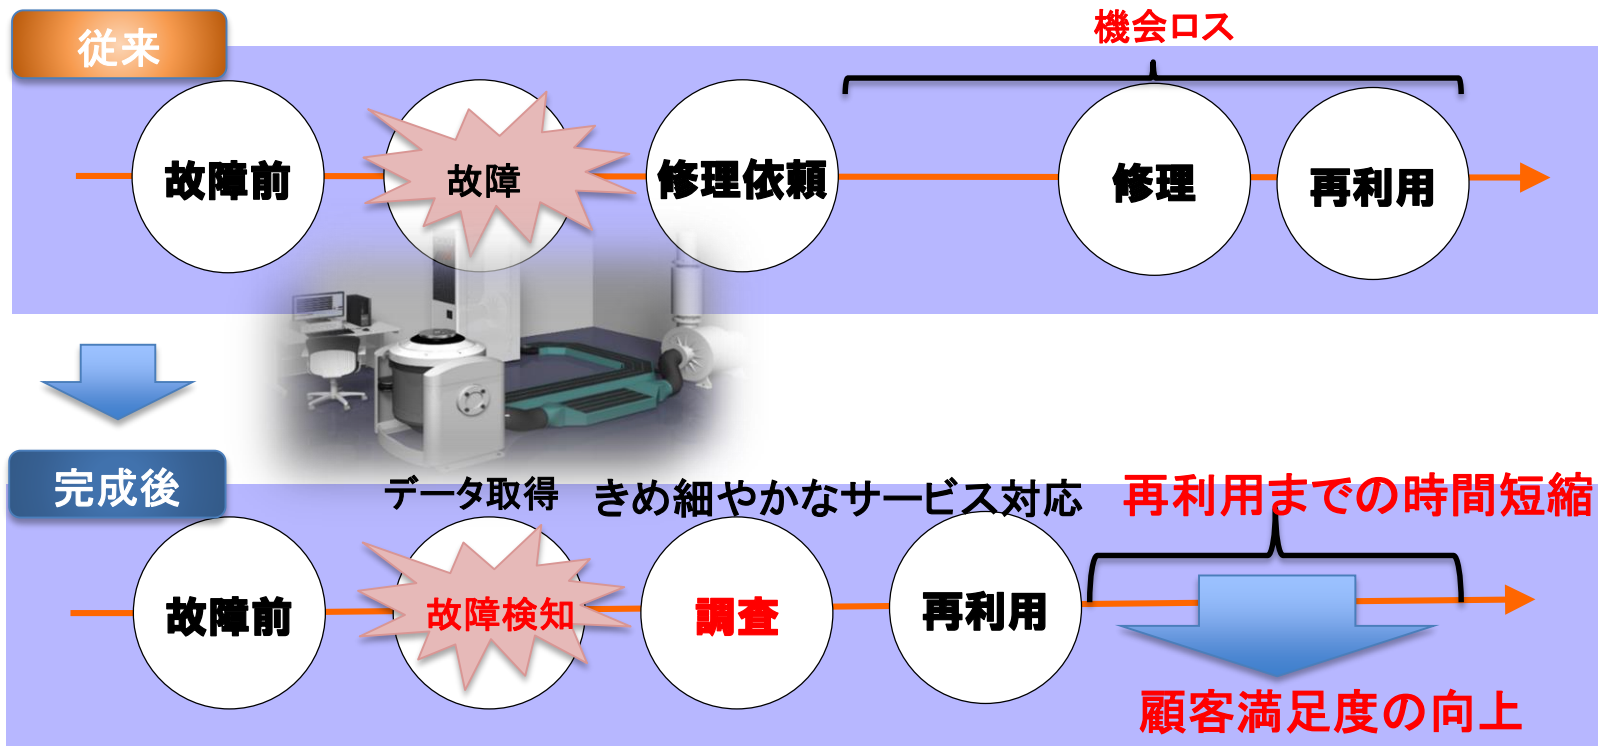 従来
機会ロス
故障前
故障
修理依頼
修理
再利用
完成後
データ取得
きめ細やかなサービス対応
再利用までの時間短縮
故障前
故障検知
調査
再利用
顧客満足度の向上